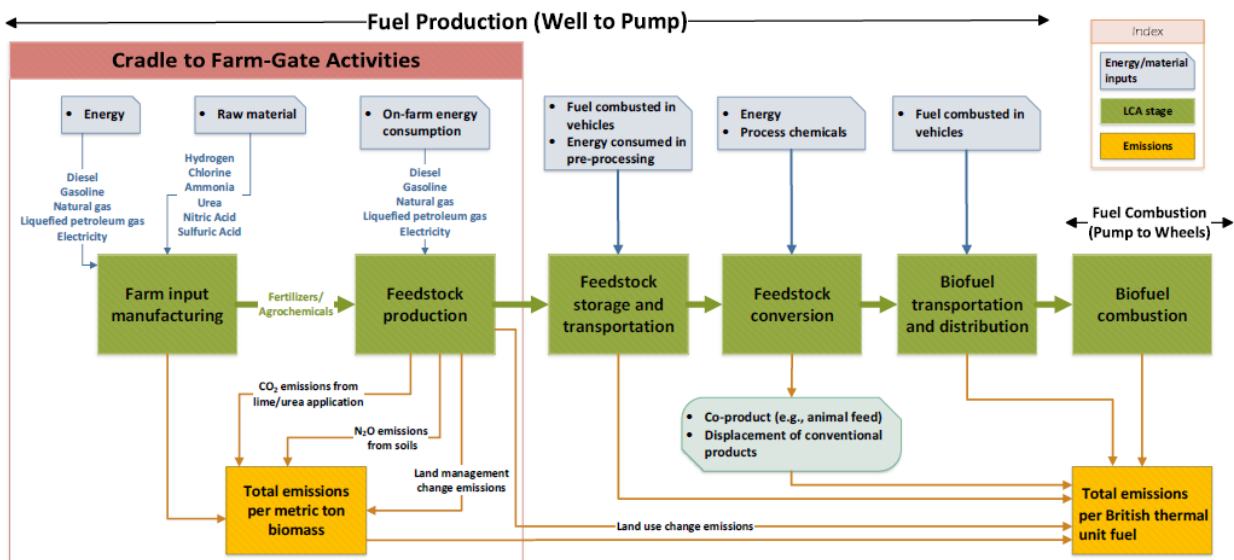 Fuel Production (Well to Pump)
Index
Energy/material
inputs
LCA stage
Emissions
Cradle to Farm-Gate Activities
• Energy
• Raw material
• On-farm energy
consumption
• Fuel combusted in
vehicles
• Energy consumed in
pre-processing
• Energy
• Process chemicals
• Fuel combusted in
vehicles
Diesel
Gasoline
Natural gas
Liquefied petroleum gas
Electricity
Hydrogen
Chlorine
Ammonia
Urea
Nitric Acid
Sulfuric Acid
Diesel
Gasoline
Natural gas
Liquefied petroleum gas
Electricity
Fuel Combustion
(Pump to Wheels)
Farm input
manufacturing
Fertilizers/
Agrochemicals
Feedstock
production
Feedstock
storage and
transportation
Feedstock
conversion
Biofuel
transportation
and distribution
Biofuel
combustion
CO₂ emissions from
lime/urea application
N₂O emissions
from soils
Land management
change emissions
• Co-product (e.g., animal feed)
• Displacement of conventional
products
Total emissions
per metric ton
biomass
Land use change emissions
Total emissions
per British thermal
unit fuel